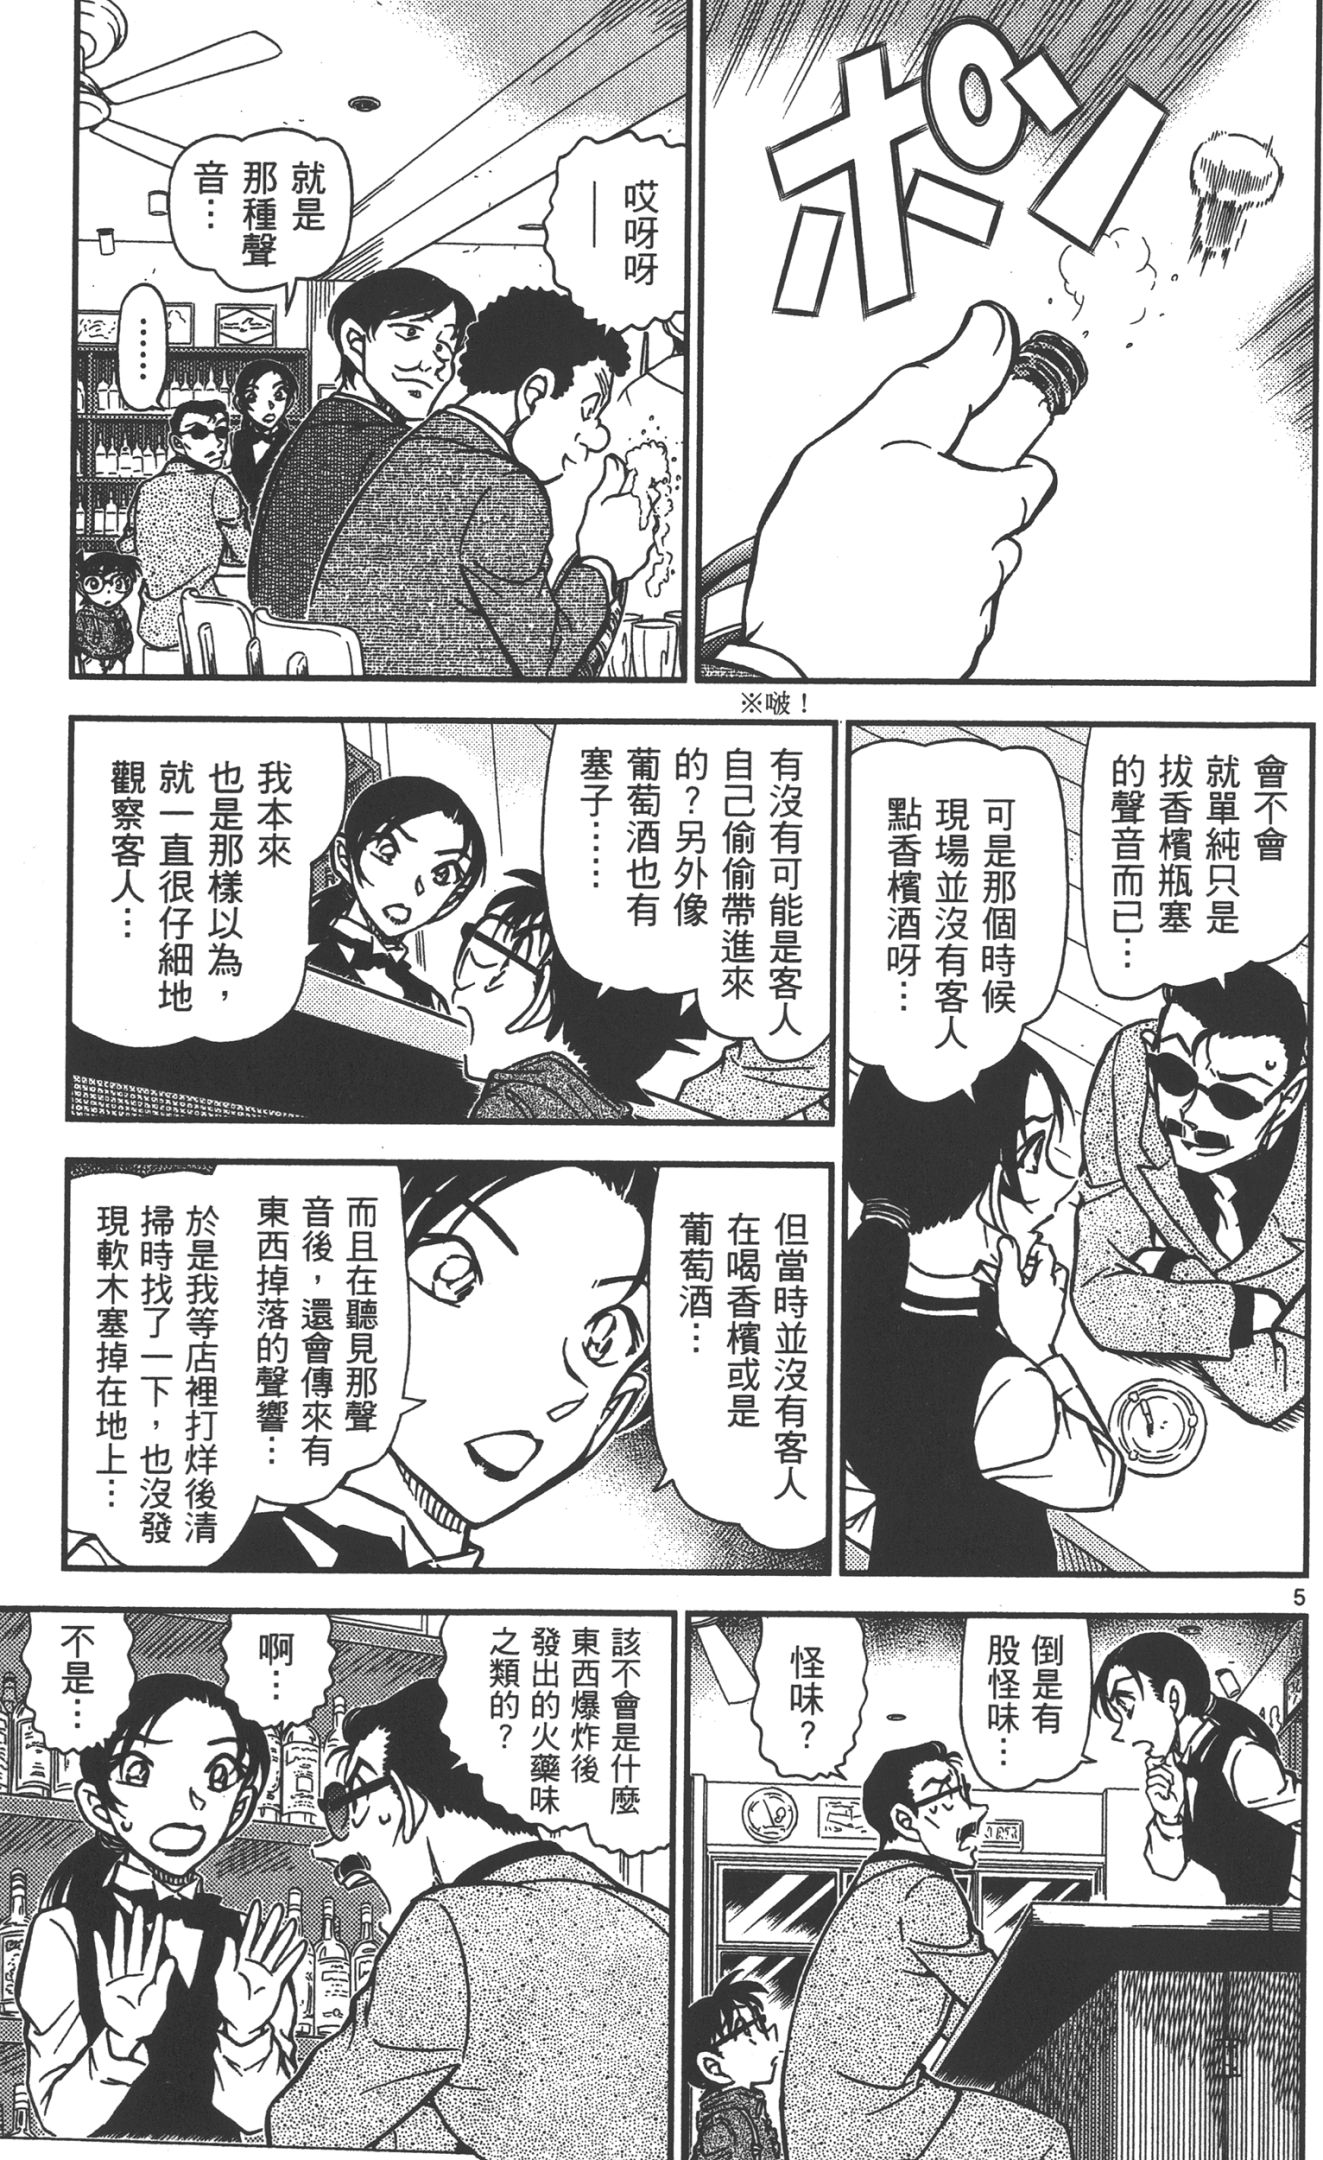 ポン
※啵！
哎呀呀
——
就是
那種聲
音…
……
會不會
就單純只是
拔香檳瓶塞
的聲音而已…
可是那個時候
現場並沒有客人
點香檳酒呀…
有沒有可能是客人
自己偷偷帶進來
的？另外像
葡萄酒也有
塞子……
我本來
也是那樣以為，
就一直很仔細地
觀察客人…
但當時並沒有客人
在喝香檳或是
葡萄酒…
而且在聽見那聲
音後，還會傳來有
東西掉落的聲響…
於是我等店裡打烊後清
掃時找了一下，也沒發
現軟木塞掉在地上…
5
倒是有
股怪味…
怪味？
該不會是什麼
東西爆炸後
發出的火藥味
之類的？
啊…
不是…